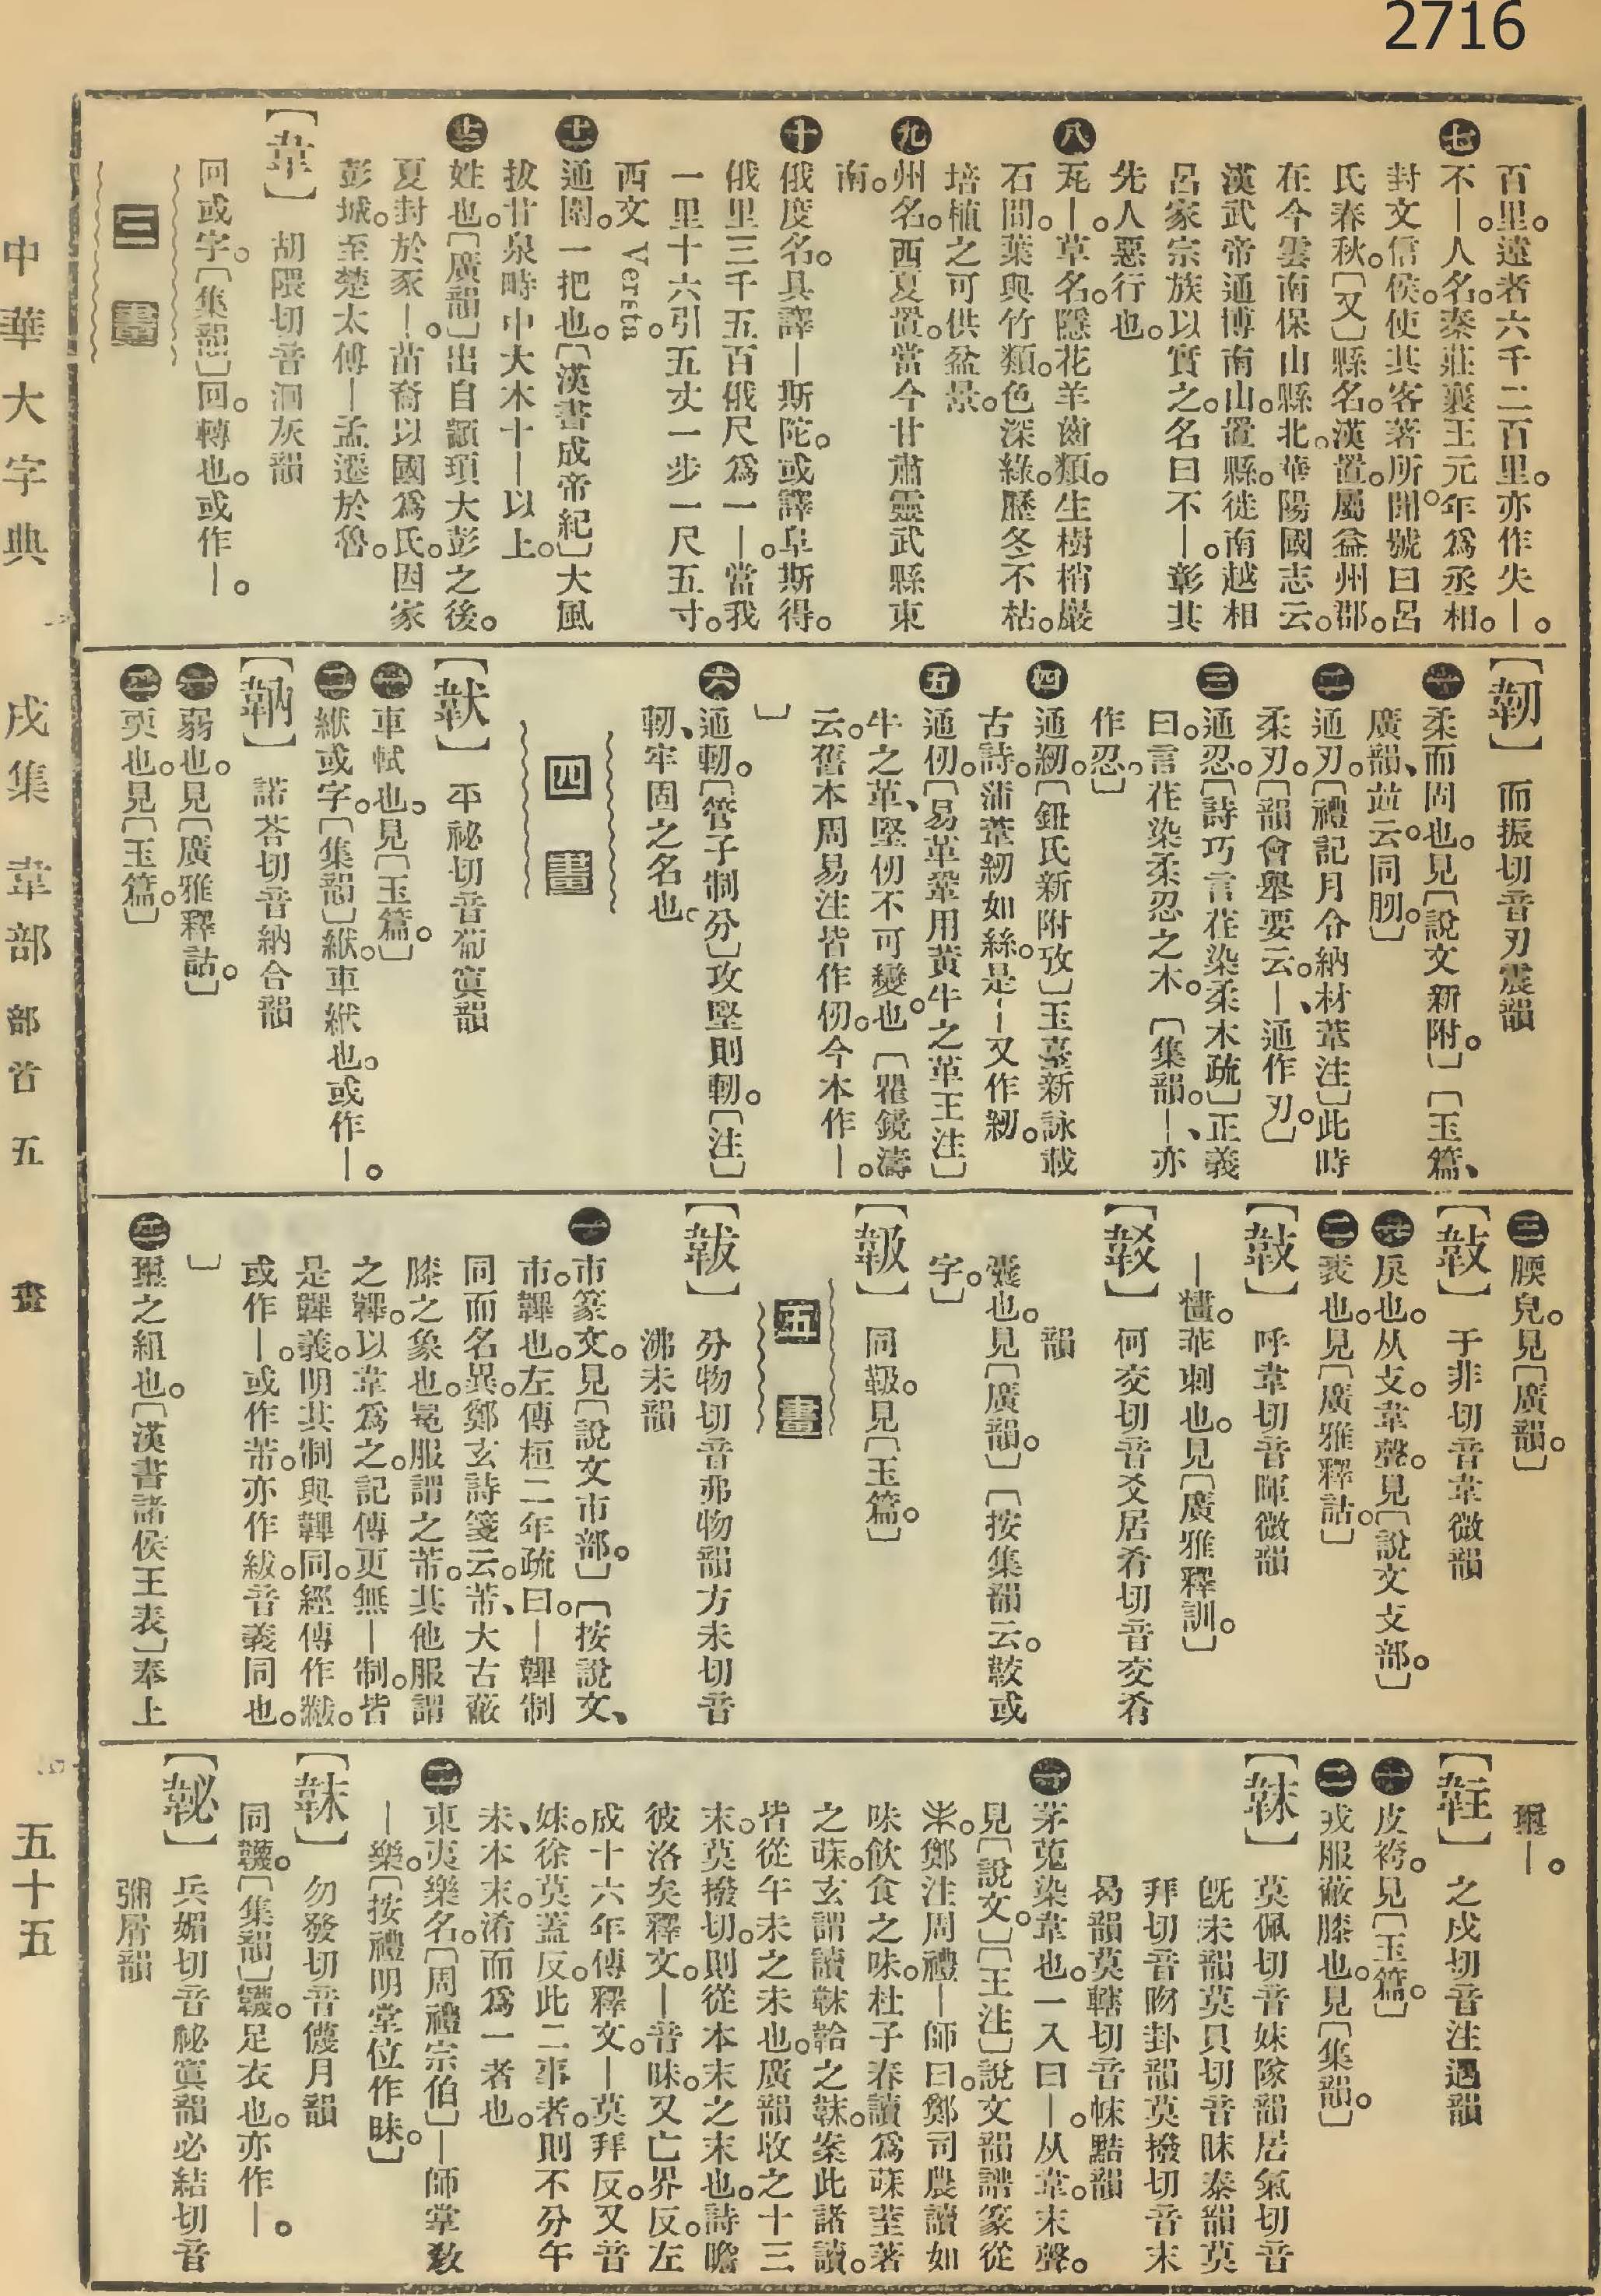 2716
百里。遠者六千二百里。亦作失—。
七 不—。人名。秦莊襄王元年。爲丞相。
封文信侯。使其客著所聞。號曰呂
氏春秋。〔又〕縣名。漢置。屬益州郡。
在今雲南保山縣北。華陽國志云。
漢武帝通博南山。置縣。徙南越相
呂家宗族以實之。名曰不—。彰其
先人惡行也。
八 㼌—。草名。隱花羊齒類。生樹梢巖
石間。葉與竹類。色深綠。歷冬不枯。
培植之可供盆景。
九 州名。西夏置。當今甘肅靈武縣東
南。
十 俄度名。具譯—斯陀。或譯阜斯得。
俄里三千五百俄尺爲一—。當我
一里十六引五丈一步一尺五寸。
西文 Versta。
十一 通圍。一把也。〔漢書成帝紀〕大風
拔甘泉畤中大木十—以上。
十二 姓也。〔廣韻〕出自顓頊大彭之後。
夏封於豕—。苗裔以國爲氏。因家
彭城。至楚太傅—孟遷於魯。
【韋】 胡隈切音洄灰韻
回或字。〔集韻〕回。轉也。或作—。
三畫
【韌】 而振切音刃震韻
一 柔而固也。見〔說文新附。〕〔玉篇、
廣韻、並云。同肕。〕
二 通刃。〔禮記月令納材葦注〕此時
柔刃。〔韻會舉要云。—、通作刃。〕
三 通忍。〔詩巧言荏染柔木疏〕正義
曰。言荏染柔忍之木。〔集韻。—、亦
作忍。〕
四 通紉。〔鈕氏新附攷〕玉臺新詠載
古詩。蒲葦紉如絲。是—又作紉。
五 通仞。〔易革鞏用黃牛之革王注〕
牛之革、堅仞不可變也。〔瞿鏡濤
云。舊本周易注皆作仞。今本作—。
〕
六 通軔。〔管子制分〕攻堅則軔。〔注〕
軔、牢固之名也。
四畫
【䪔】 平祕切音葡寘韻
一 車軾也。見〔玉篇。〕
二 絥或字。〔集韻〕絥。車絥也。或作—。
【䪏】 諾荅切音納合韻
一 弱也。見〔廣雅釋詁。〕
二 耎也。見〔玉篇。〕
三 腝皃。見〔廣韻。〕
于非切音韋微韻
一 戾也。从攴。韋聲。見〔說文攴部。〕
二 裵也。見〔廣雅釋詁。〕
呼韋切音暉微韻
—㦎。乖剌也。見〔廣雅釋訓。〕
何交切音爻居肴切音交肴
韻
囊也。見〔廣韻。〕〔按集韻云。鞍或
字。〕
同靸。見〔玉篇。〕
五畫
【韍】 分物切音弗物韻方未切音
沸未韻
一 市篆文。見〔說文市部。〕〔按說文、
市。韠也。左傳桓二年疏曰。—韠制
同而名異。鄭玄詩箋云。芾、大古蔽
膝之象也。冕服謂之芾。其他服謂
之韠。以韋爲之。記傳更無—制。皆
是韠義。明其制與韠同。經傳作黻。
或作—。或作芾。亦作紱。音義同也。
〕
二 璽之組也。〔漢書諸侯王表〕奉上
璽—。
【䪒】 之戍切音注遇韻
一 皮袴。見〔玉篇。〕
二 戎服蔽膝也。見〔集韻。〕
【韎】 莫佩切音妹隊韻居氣切音
旣未韻莫貝切音眛泰韻莫
拜切音昒卦韻莫撥切音末
曷韻莫轄切音帓黠韻
一 茅蒐染韋也。一入曰—。从韋。末聲。
見〔說文。〕〔王注〕說文韻譜篆從
未。鄭注周禮—師曰。鄭司農讀如
味飲食之味。杜子春讀爲菋荎著
之菋。玄謂讀韎韐之韎。案此諸讀。
皆從午未之未也。廣韻收之十三
末。莫撥切。則從本末之末也。詩瞻
彼洛矣釋文。—音昧。又亡界反。左
成十六年傳釋文。—莫拜反。又音
妹。徐莫蓋反。此二事者。則不分午
未、本末。淆而爲一者也。
二 東夷樂名。〔周禮宗伯〕—師掌敎
—樂。〔按禮明堂位作昧。〕
【韎】 勿發切音韈月韻
同韈。〔集韻〕韈。足衣也。亦作—。
【䪐】 兵媚切音祕寘韻必結切音
彆屑韻
中華大字典 戌集 韋部 部首 五 畫 五十五